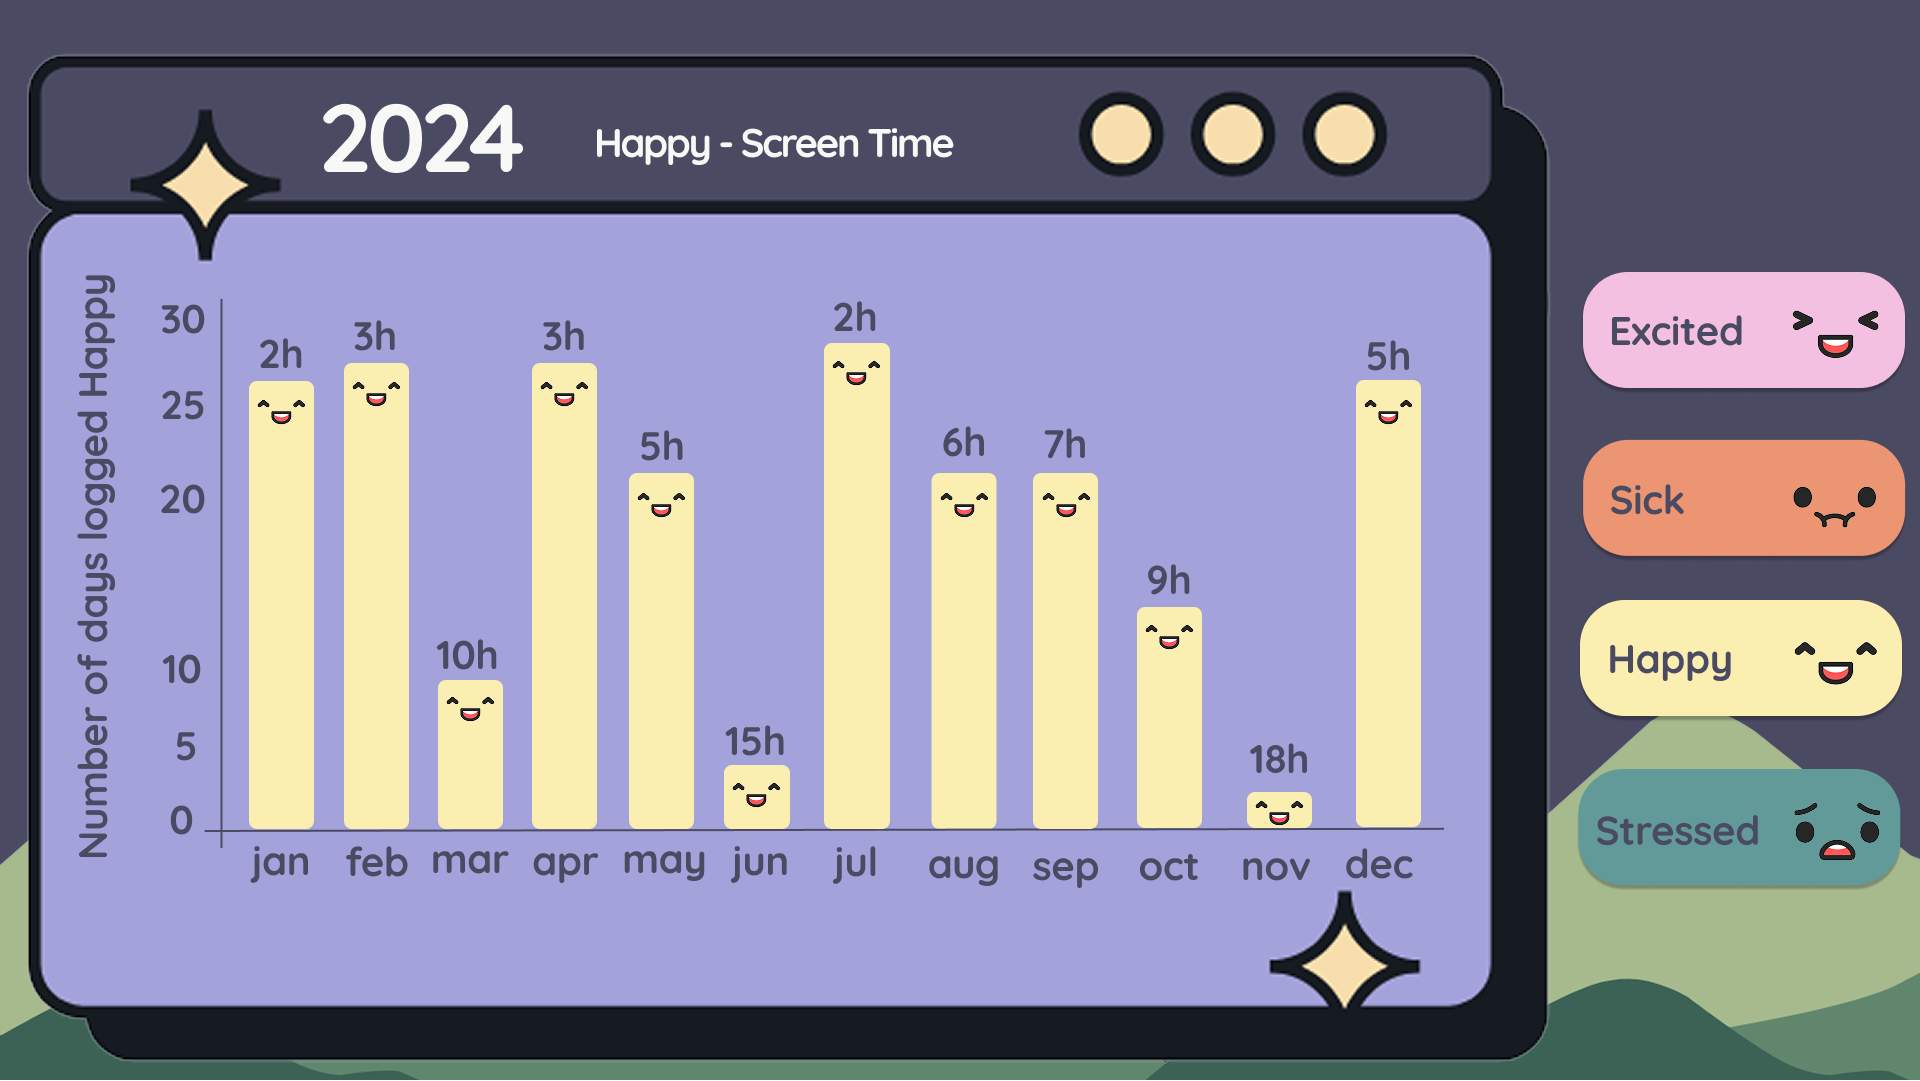 2024
Happy - Screen Time
Number of days logged Happy
30
25
20
10
5
0
2h
3h
10h
3h
5h
15h
2h
6h
7h
9h
18h
5h
jan
feb
mar
apr
may
jun
jul
aug
sep
oct
nov
dec
Excited
Sick
Happy
Stressed